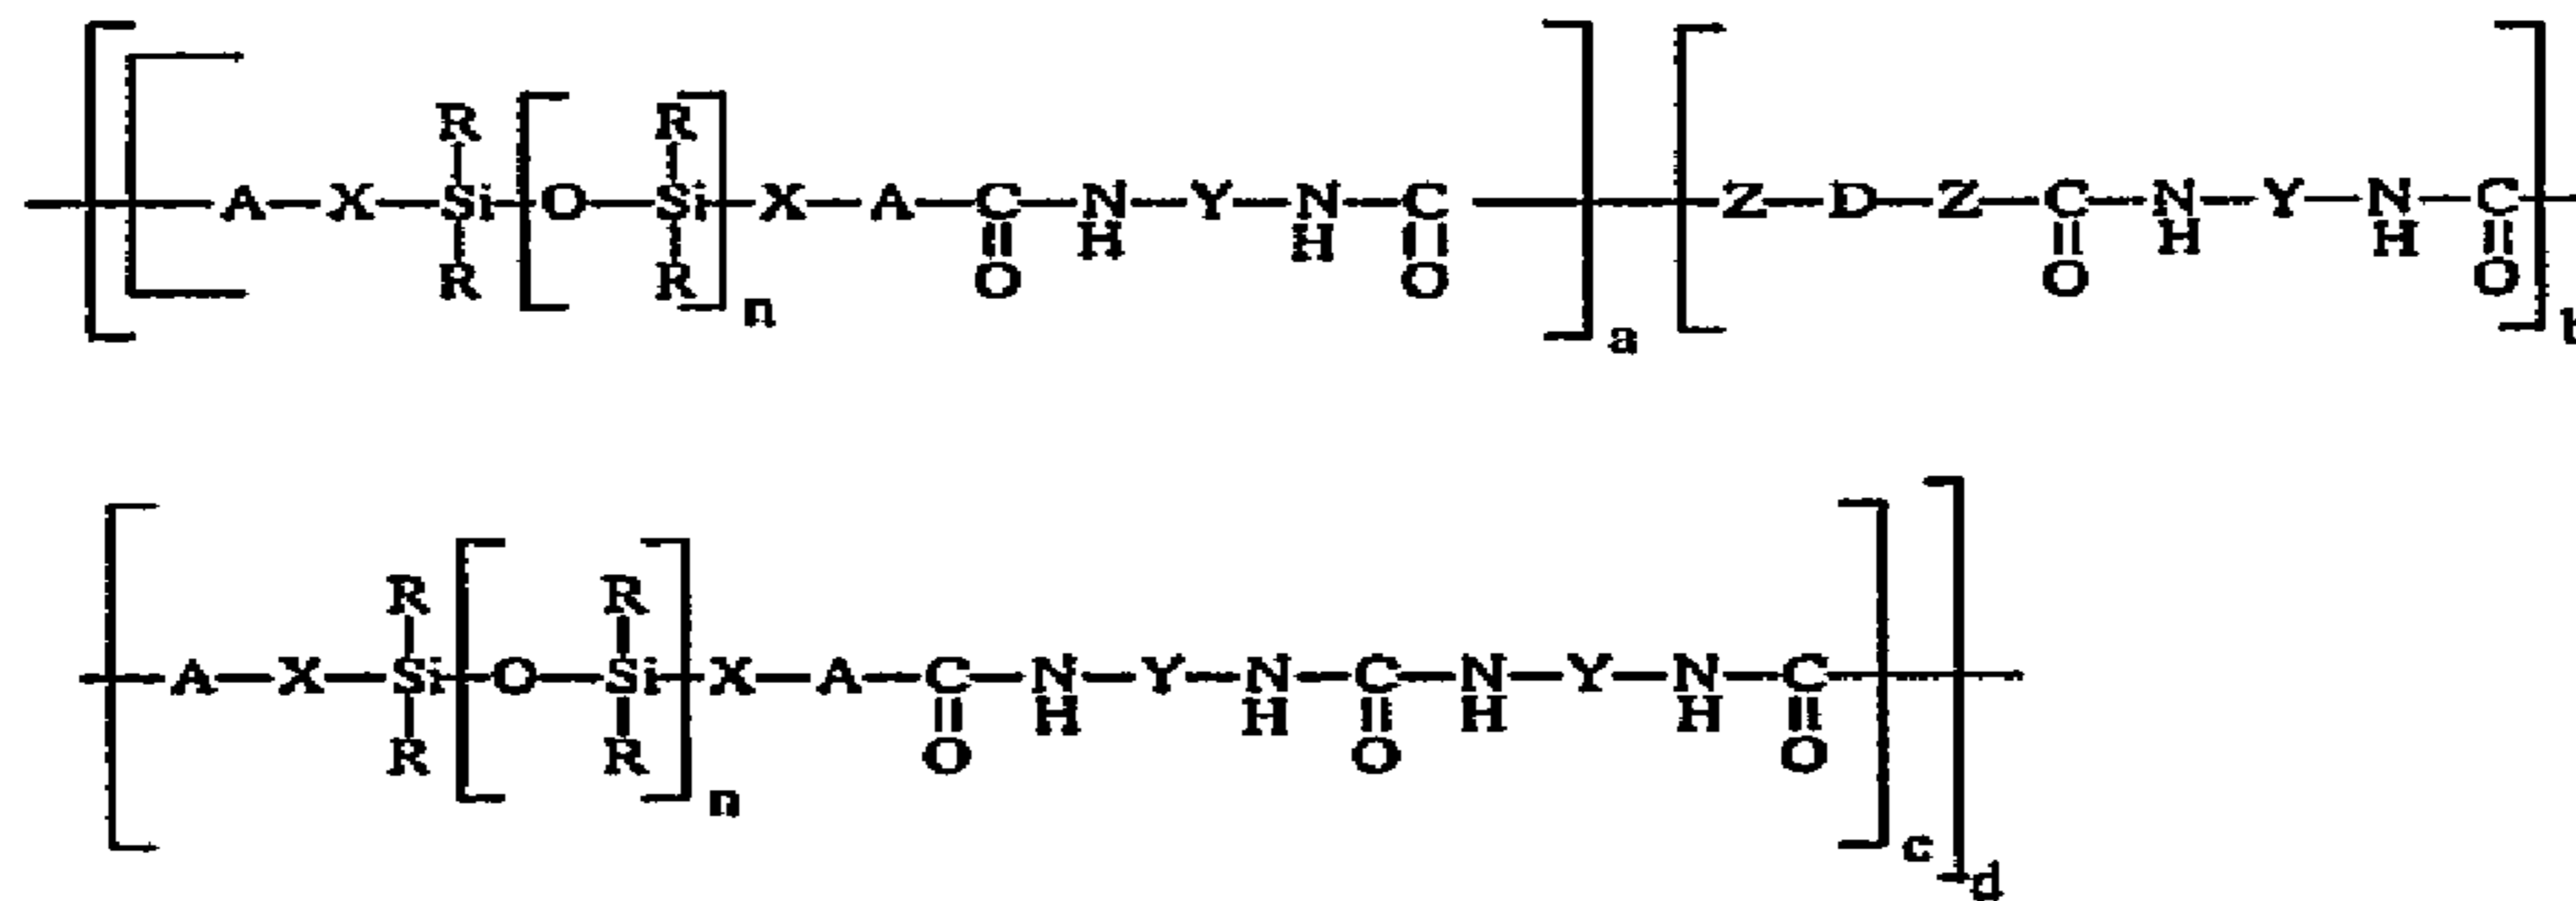 R R
A—X—Si—O—Si—X—A—C—N—Y—N—C—Z—D—Z—C—N—Y—N—C
H H H H
R R O O O O
n a b
R R
A—X—Si—O—Si—X—A—C—N—Y—N—C—N—Y—N—C
H H H H
R R O O O
n c d